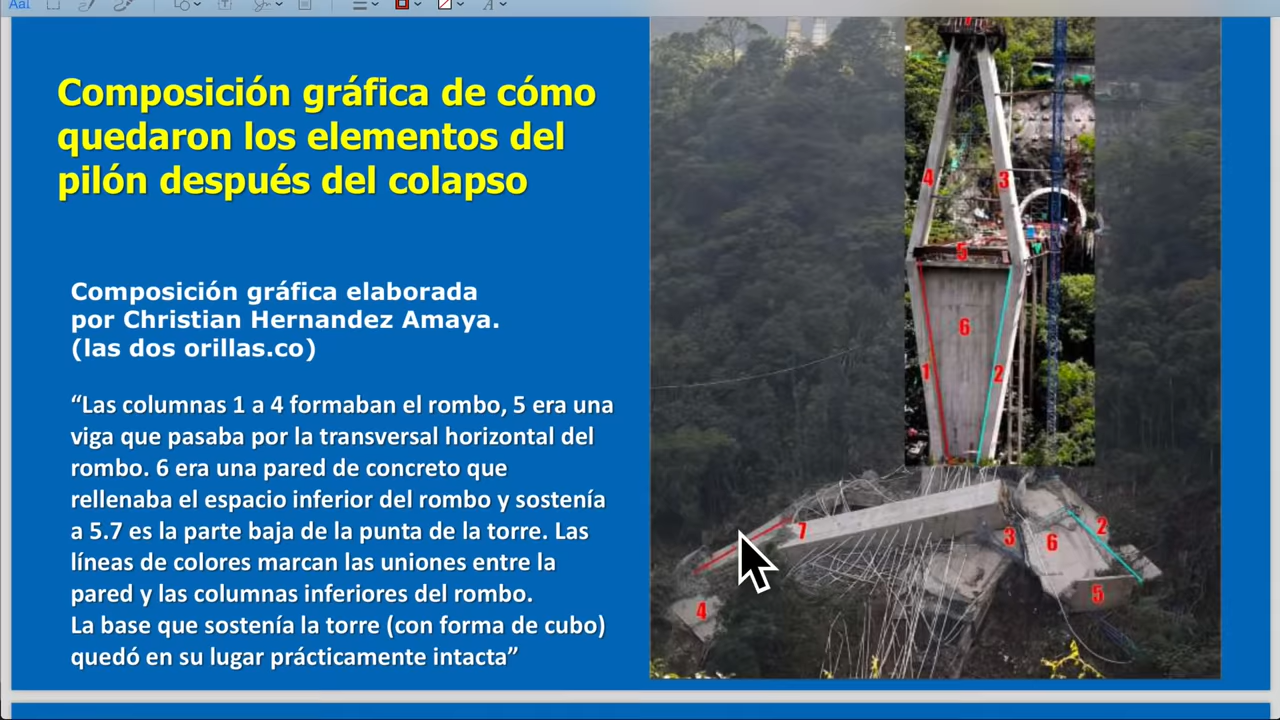 Composición gráfica de cómo
quedaron los elementos del
pilón después del colapso
Composición gráfica elaborada
por Christian Hernandez Amaya.
(las dos orillas.co)
“Las columnas 1 a 4 formaban el rombo, 5 era una
viga que pasaba por la transversal horizontal del
rombo. 6 era una pared de concreto que
rellenaba el espacio inferior del rombo y sostenía
a 5.7 es la parte baja de la punta de la torre. Las
líneas de colores marcan las uniones entre la
pared y las columnas inferiores del rombo.
La base que sostenía la torre (con forma de cubo)
quedó en su lugar prácticamente intacta”
4
3
5
6
1
2
7
3
6
2
5
4